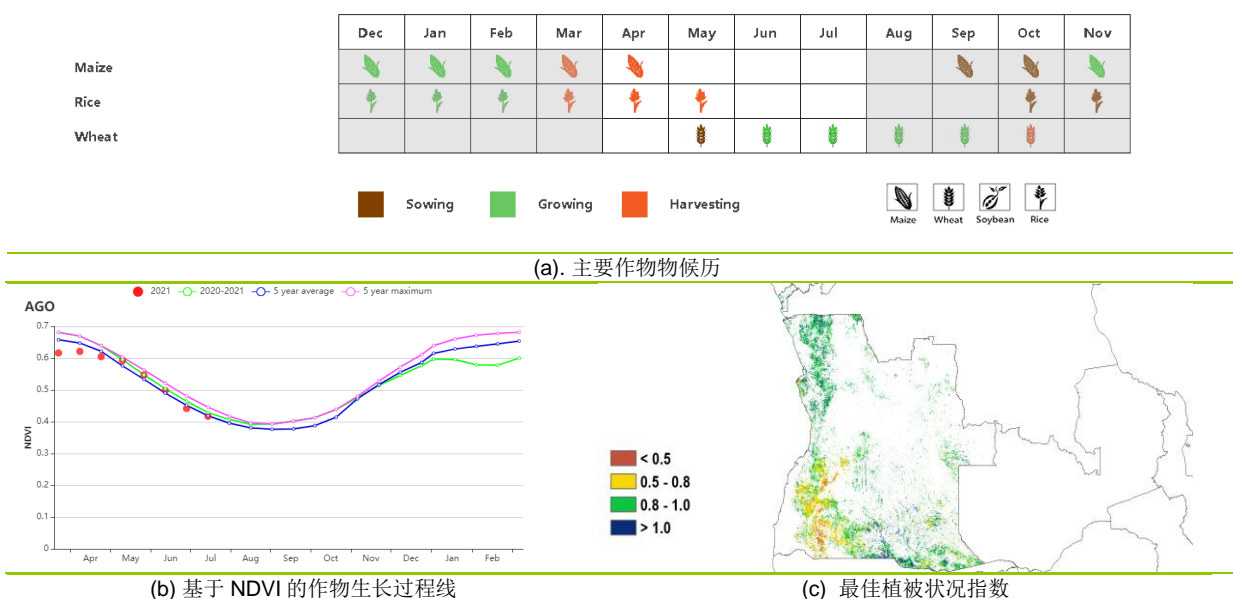 Dec Jan Feb Mar Apr May Jun Jul Aug Sep Oct Nov
Maize
Rice
Wheat
Sowing Growing Harvesting
Maize Wheat Soybean Rice
(a). 主要作物物候历
2021 2020-2021 5 year average 5 year maximum
AGO
0.7
0.6
0.5
0.4
0.3
0.2
0.1
0
NDVI
Apr May Jun Jul Aug Sep Oct Nov Dec Jan Feb
(b) 基于 NDVI 的作物生长过程线
< 0.5
0.5 - 0.8
0.8 - 1.0
> 1.0
(c) 最佳植被状况指数